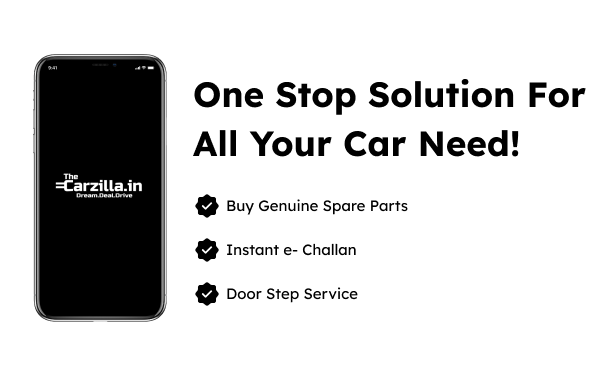 9:41
The
Carzilla.in
Dream.Deal.Drive
One Stop Solution For
All Your Car Need!
Buy Genuine Spare Parts
Instant e- Challan
Door Step Service